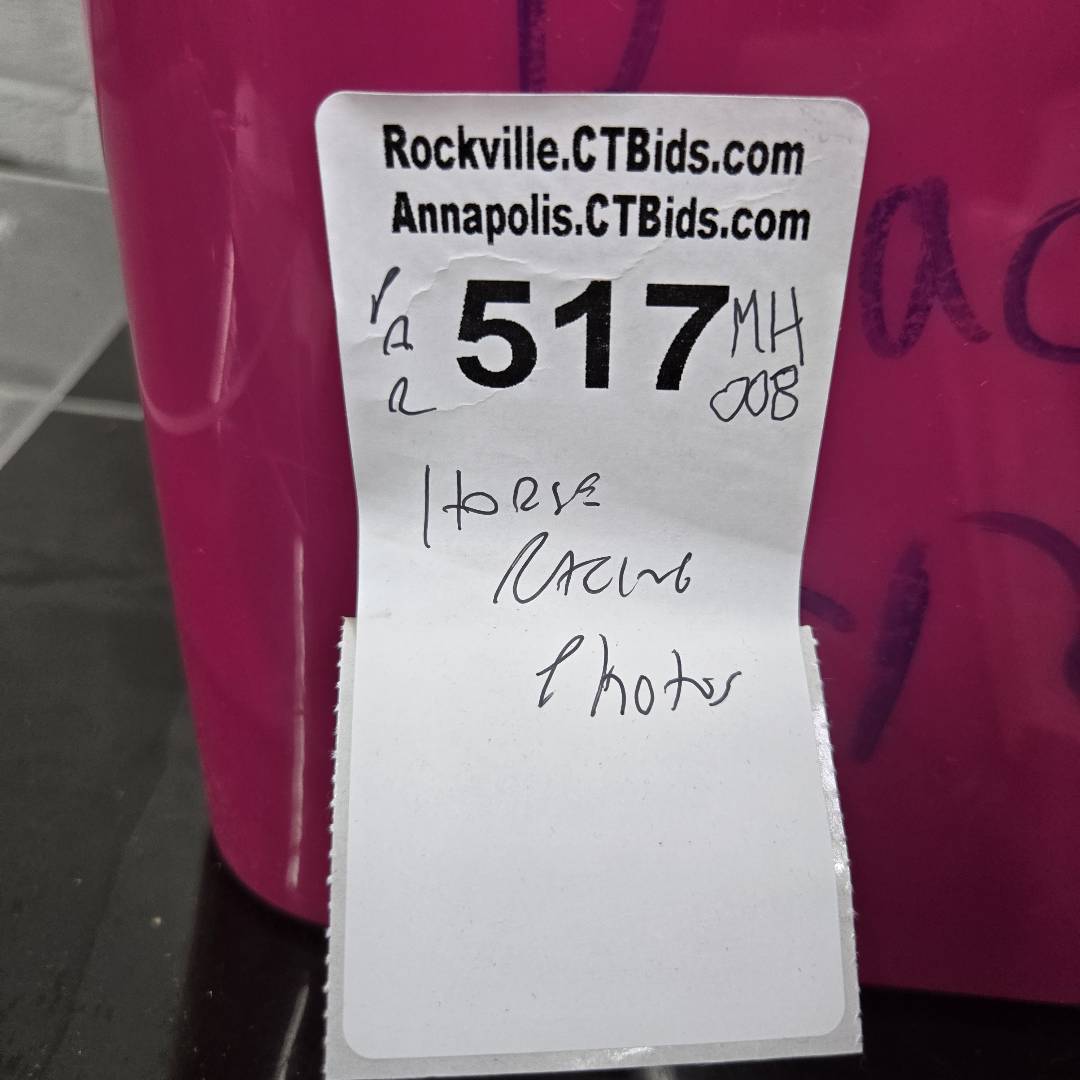 Rockville.CTBids.com
Annapolis.CTBids.com
517
MH
008
HORSE
RACING
Photos